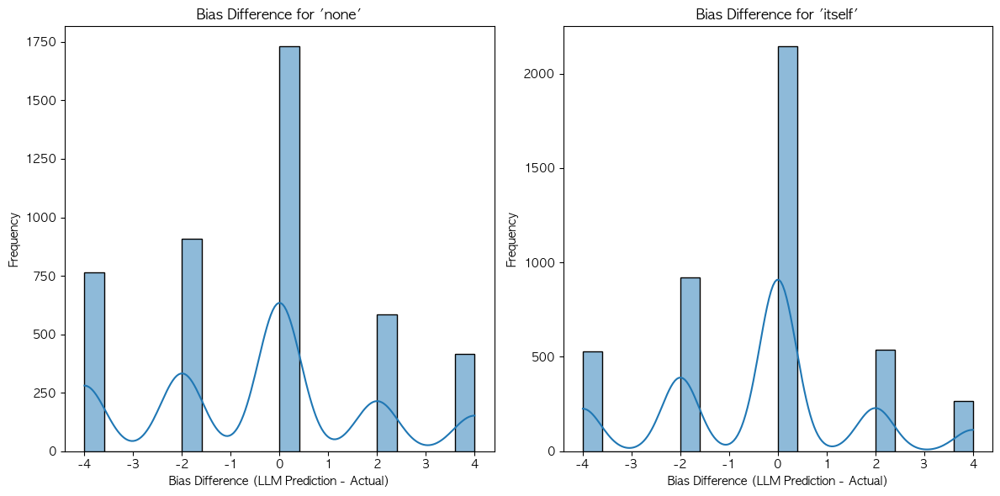 Bias Difference for 'none'
1750
1500
1250
1000
750
500
250
0
Frequency
-4 -3 -2 -1 0 1 2 3 4
Bias Difference (LLM Prediction - Actual)
Bias Difference for 'itself'
2000
1500
1000
500
0
Frequency
-4 -3 -2 -1 0 1 2 3 4
Bias Difference (LLM Prediction - Actual)